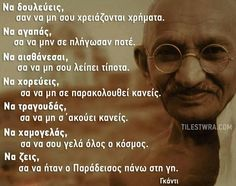 Να δουλεύεις,
σαν να μη σου χρειάζονται χρήματα.
Να αγαπάς,
σα να μην σε πλήγωσαν ποτέ.
Να αισθάνεσαι,
σα να μη σου λείπει τίποτα.
Να χορεύεις,
σα να μη σε παρακολουθεί κανείς.
Να τραγουδάς,
σα να μη σ΄ακούει κανείς.
Να χαμογελάς,
σα να σου γελά όλος ο κόσμος.
Να ζεις,
σα να ήταν ο Παράδεισος πάνω στη γη.
Γκάντι
TILESTWRA.COM